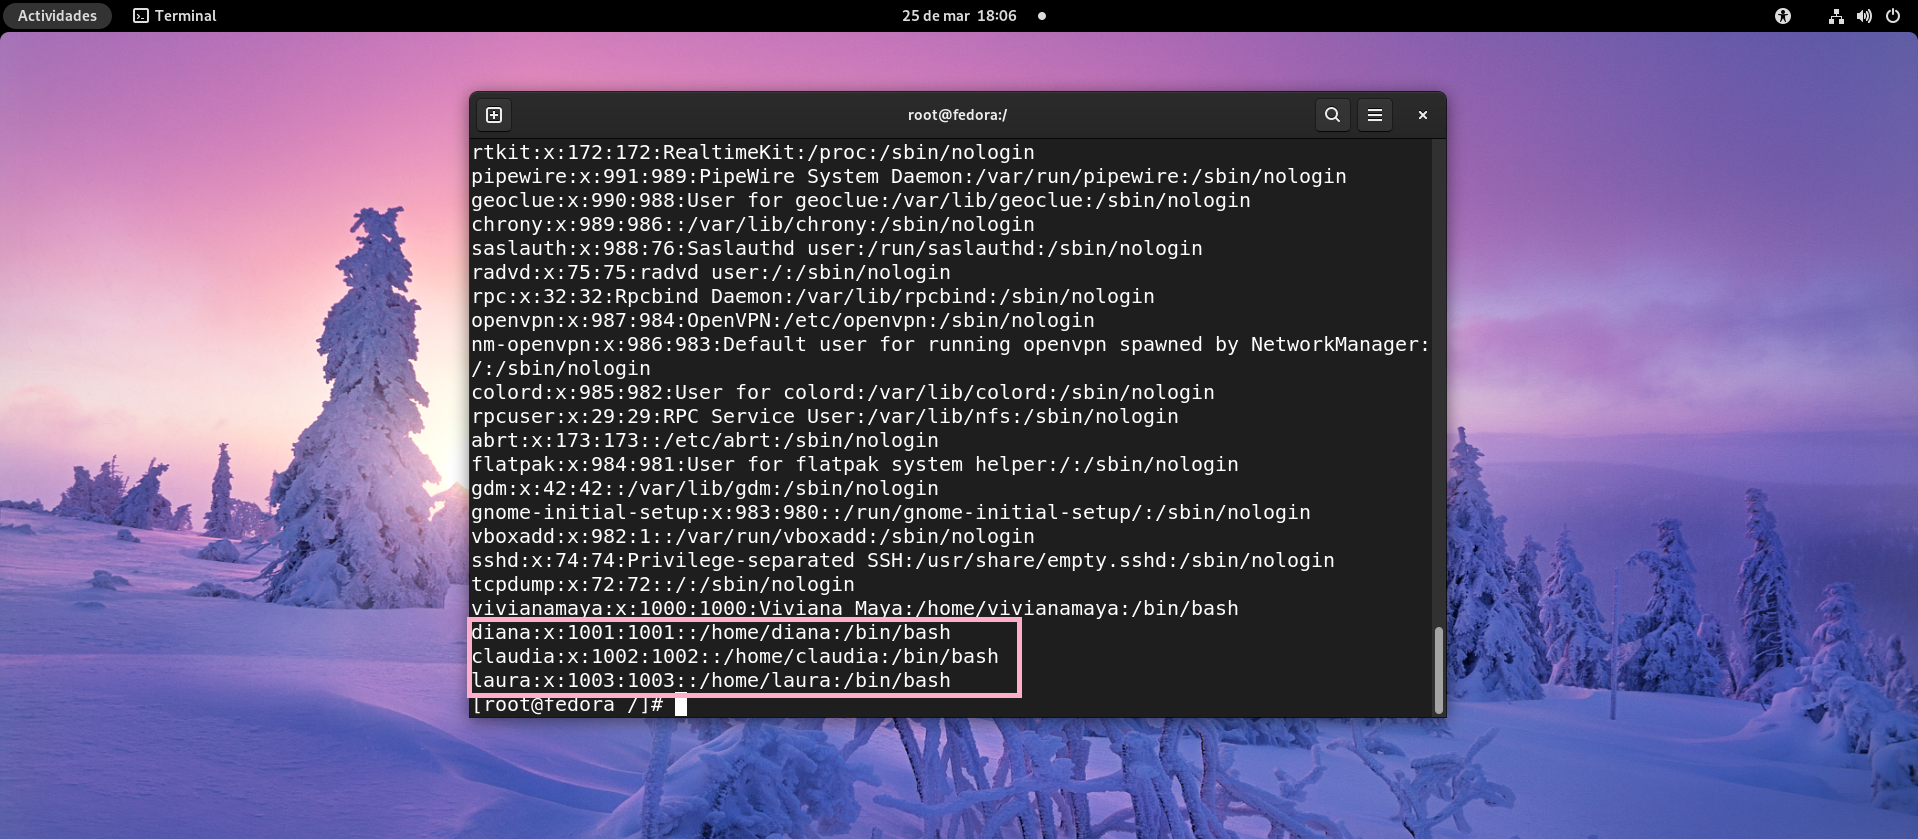 Actividades
Terminal
25 de mar 18:06
root@fedora:/
rtkit:x:172:172:RealtimeKit:/proc:/sbin/nologin
pipewire:x:991:989:PipeWire System Daemon:/var/run/pipewire:/sbin/nologin
geoclue:x:990:988:User for geoclue:/var/lib/geoclue:/sbin/nologin
chrony:x:989:986::/var/lib/chrony:/sbin/nologin
saslauth:x:988:76:Saslauthd user:/run/saslauthd:/sbin/nologin
radvd:x:75:75:radvd user:/:/sbin/nologin
rpc:x:32:32:Rpcbind Daemon:/var/lib/rpcbind:/sbin/nologin
openvpn:x:987:984:OpenVPN:/etc/openvpn:/sbin/nologin
nm-openvpn:x:986:983:Default user for running openvpn spawned by NetworkManager:
/:/sbin/nologin
colord:x:985:982:User for colord:/var/lib/colord:/sbin/nologin
rpcuser:x:29:29:RPC Service User:/var/lib/nfs:/sbin/nologin
abrt:x:173:173::/etc/abrt:/sbin/nologin
flatpak:x:984:981:User for flatpak system helper:/:/sbin/nologin
gdm:x:42:42::/var/lib/gdm:/sbin/nologin
gnome-initial-setup:x:983:980::/run/gnome-initial-setup/:/sbin/nologin
vboxadd:x:982:1::/var/run/vboxadd:/sbin/nologin
sshd:x:74:74:Privilege-separated SSH:/usr/share/empty.sshd:/sbin/nologin
tcpdump:x:72:72::/:/sbin/nologin
vivianamaya:x:1000:1000:Viviana Maya:/home/vivianamaya:/bin/bash
diana:x:1001:1001::/home/diana:/bin/bash
claudia:x:1002:1002::/home/claudia:/bin/bash
laura:x:1003:1003::/home/laura:/bin/bash
[root@fedora /]#